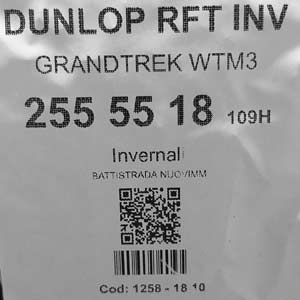 DUNLOP RFT INV
GRANDTREK WTM3
255 55 18 109H
Invernali
BATTISTRADA NUOVIMM
Cod: 1258 - 18 10